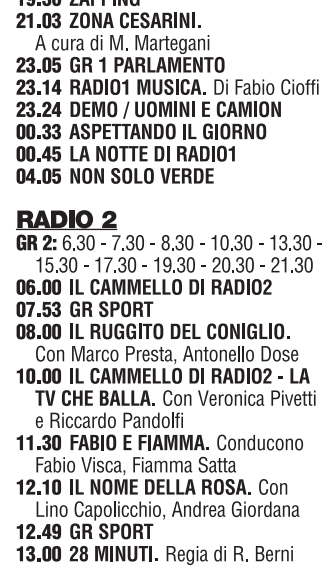 19.30 ZAPPING
21.03 ZONA CESARINI.
A cura di M. Martegani
23.05 GR 1 PARLAMENTO
23.14 RADIO1 MUSICA. Di Fabio Cioffi
23.24 DEMO / UOMINI E CAMION
00.33 ASPETTANDO IL GIORNO
00.45 LA NOTTE DI RADIO1
04.05 NON SOLO VERDE
RADIO 2
GR 2: 6.30 - 7.30 - 8.30 - 10.30 - 13.30 -
15.30 - 17.30 - 19.30 - 20.30 - 21.30
06.00 IL CAMMELLO DI RADIO2
07.53 GR SPORT
08.00 IL RUGGITO DEL CONIGLIO.
Con Marco Presta, Antonello Dose
10.00 IL CAMMELLO DI RADIO2 - LA
TV CHE BALLA. Con Veronica Pivetti
e Riccardo Pandolfi
11.30 FABIO E FIAMMA. Conducono
Fabio Visca, Fiamma Satta
12.10 IL NOME DELLA ROSA. Con
Lino Capolicchio, Andrea Giordana
12.49 GR SPORT
13.00 28 MINUTI. Regia di R. Berni